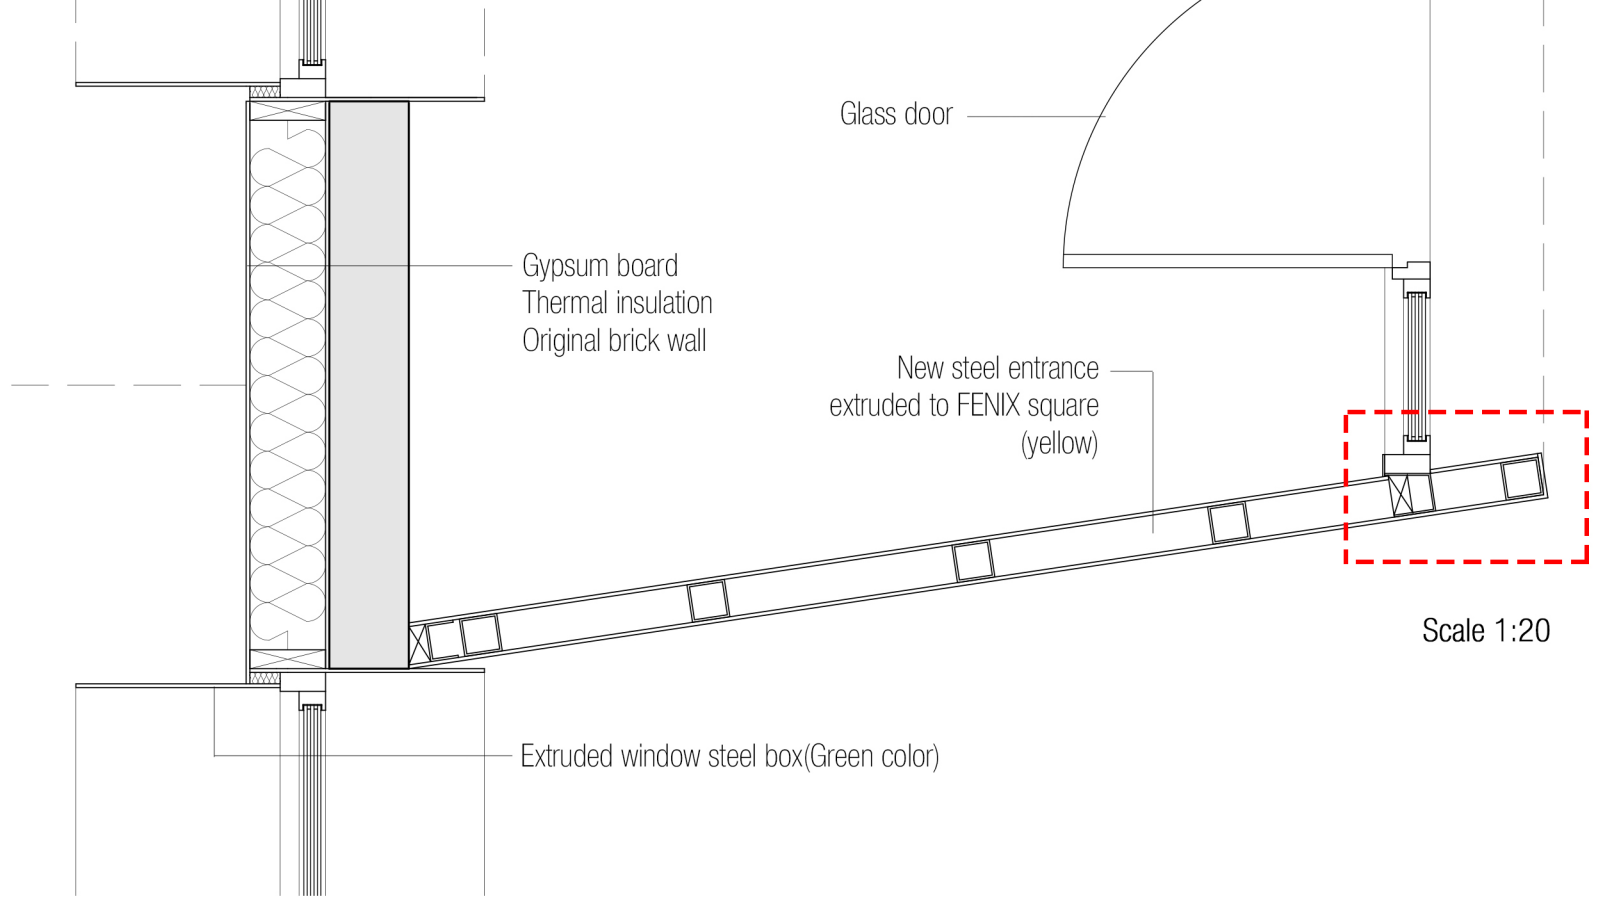 Glass door
Gypsum board
Thermal insulation
Original brick wall
New steel entrance
extruded to FENIX square
(yellow)
Scale 1:20
Extruded window steel box(Green color)